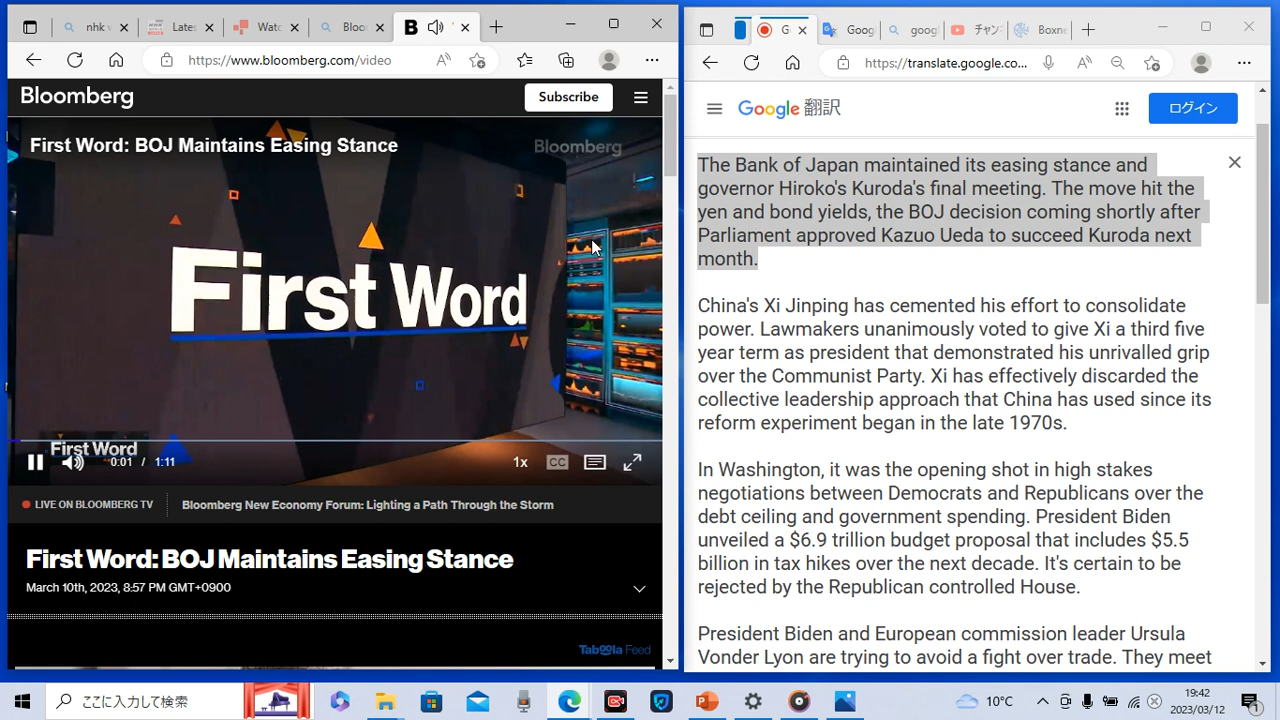 nhk v
Lates
Wato
Bloo
https://www.bloomberg.com/video
Bloomberg
Subscribe
First Word: BOJ Maintains Easing Stance
Bloomberg
First Word
First Word
0:01 / 1:11
1x
CC
LIVE ON BLOOMBERG TV
Bloomberg New Economy Forum: Lighting a Path Through the Storm
First Word: BOJ Maintains Easing Stance
March 10th, 2023, 8:57 PM GMT+0900
Taboola Feed
G
Goog
googl
チャン
Boxne
https://translate.google.co...
Google 翻訳
ログイン
The Bank of Japan maintained its easing stance and
governor Hiroko's Kuroda's final meeting. The move hit the
yen and bond yields, the BOJ decision coming shortly after
Parliament approved Kazuo Ueda to succeed Kuroda next
month.
China's Xi Jinping has cemented his effort to consolidate
power. Lawmakers unanimously voted to give Xi a third five
year term as president that demonstrated his unrivalled grip
over the Communist Party. Xi has effectively discarded the
collective leadership approach that China has used since its
reform experiment began in the late 1970s.
In Washington, it was the opening shot in high stakes
negotiations between Democrats and Republicans over the
debt ceiling and government spending. President Biden
unveiled a $6.9 trillion budget proposal that includes $5.5
billion in tax hikes over the next decade. It's certain to be
rejected by the Republican controlled House.
President Biden and European commission leader Ursula
Vonder Lyon are trying to avoid a fight over trade. They meet
ここに入力して検索
10°C
19:42
2023/03/12